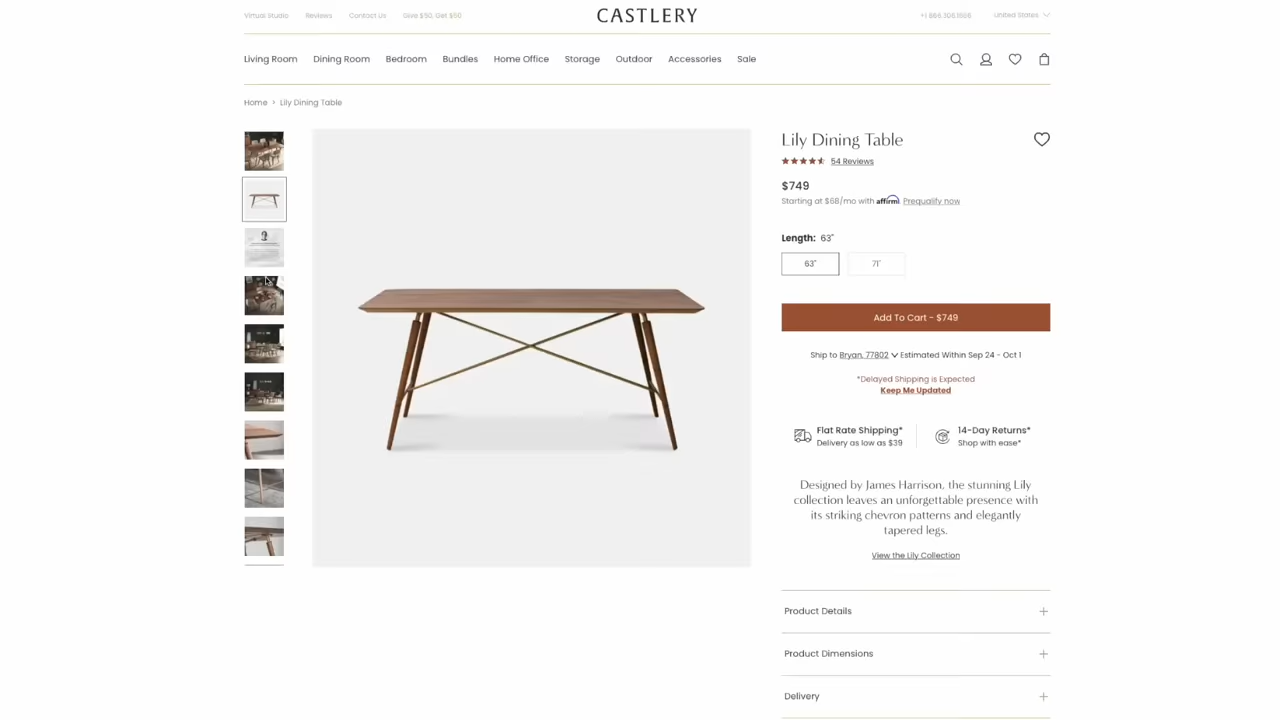 Virtual Studio Reviews Contact Us Give $50, Get $50
CASTLERY
+1 866.306.1866 United States
Living Room Dining Room Bedroom Bundles Home Office Storage Outdoor Accessories Sale
Home > Lily Dining Table
Lily Dining Table
54 Reviews
$749
Starting at $68/mo with affirm Prequalify now
Length: 63"
63" 71"
Add To Cart - $749
Ship to Bryan, 77802 Estimated Within Sep 24 - Oct 1
*Delayed Shipping is Expected
Keep Me Updated
Flat Rate Shipping*
Delivery as low as $39
14-Day Returns*
Shop with ease*
Designed by James Harrison, the stunning Lily
collection leaves an unforgettable presence with
its striking chevron patterns and elegantly
tapered legs.
View the Lily Collection
Product Details
Product Dimensions
Delivery